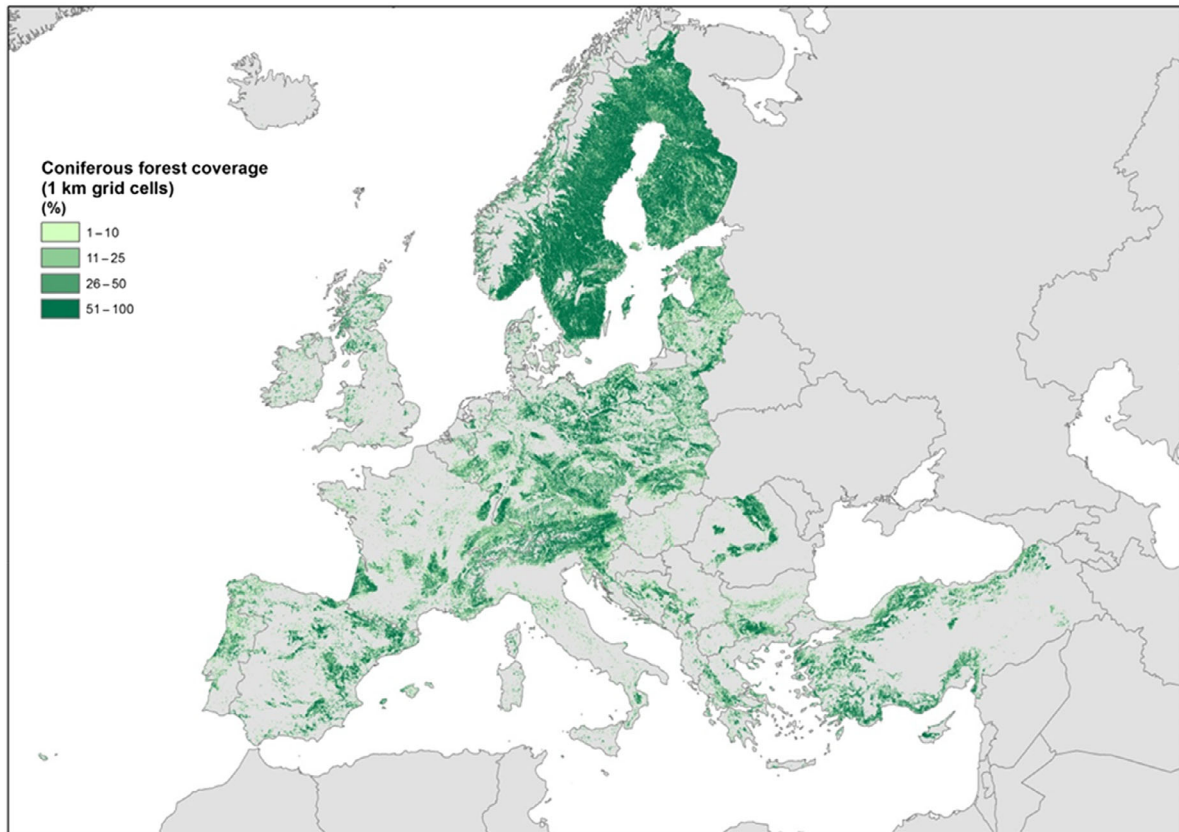 Coniferous forest coverage
(1 km grid cells)
(%)
1 – 10
11 – 25
26 – 50
51 – 100